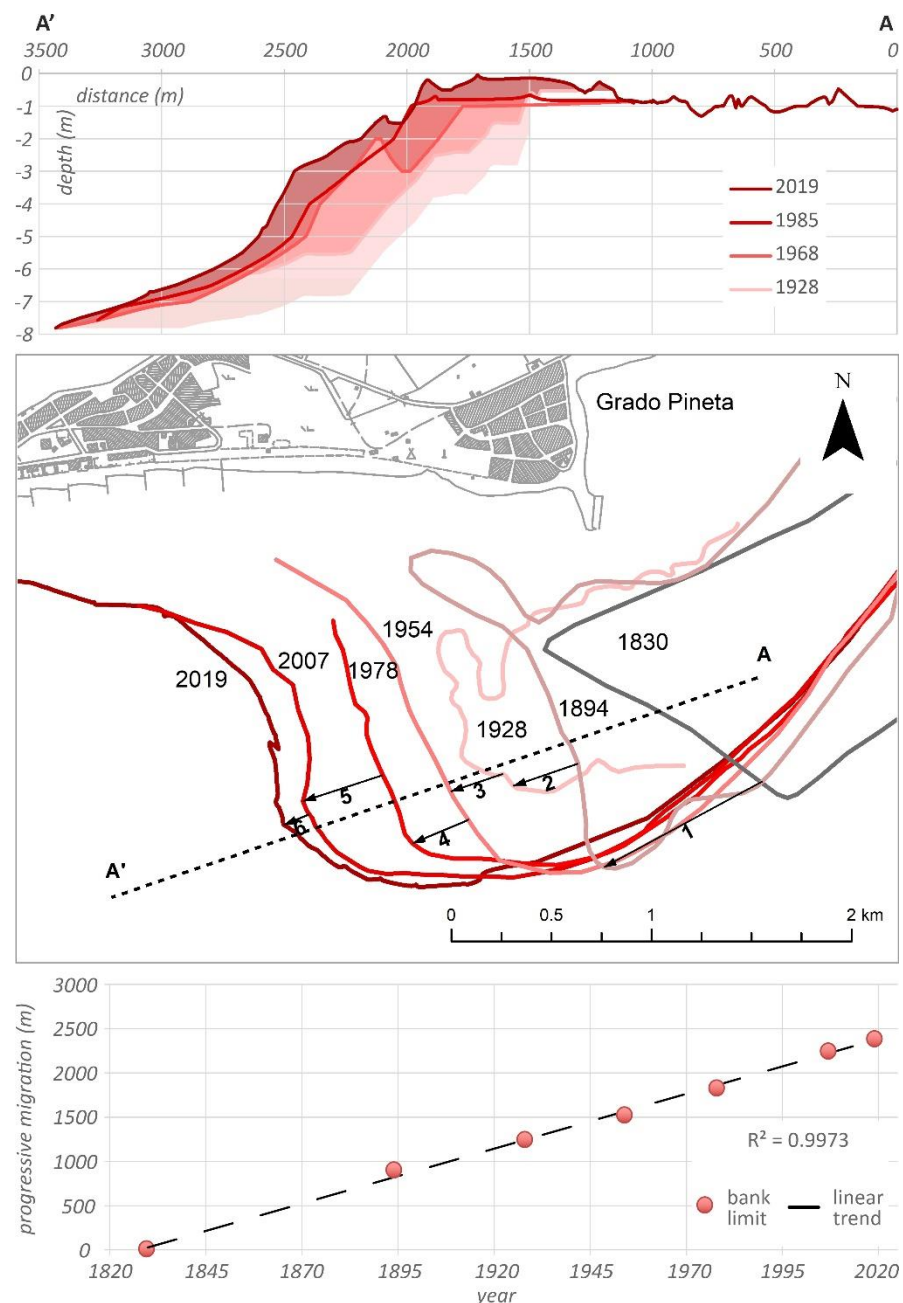 A' A
3500 3000 2500 2000 1500 1000 500 0
0
distance (m)
-1
-2
-3
-4
-5
-6
-7
-8
depth (m)
2019
1985
1968
1928
Grado Pineta
N
1954
1830
2007
1978
2019
A
1894
1928
5
3
2
4
6
1
A'
0 0.5 1 2 km
3000
2500
2000
1500
1000
500
0
progressive migration (m)
R² = 0.9973
bank limit
linear trend
1820 1845 1870 1895 1920 1945 1970 1995 2020
year